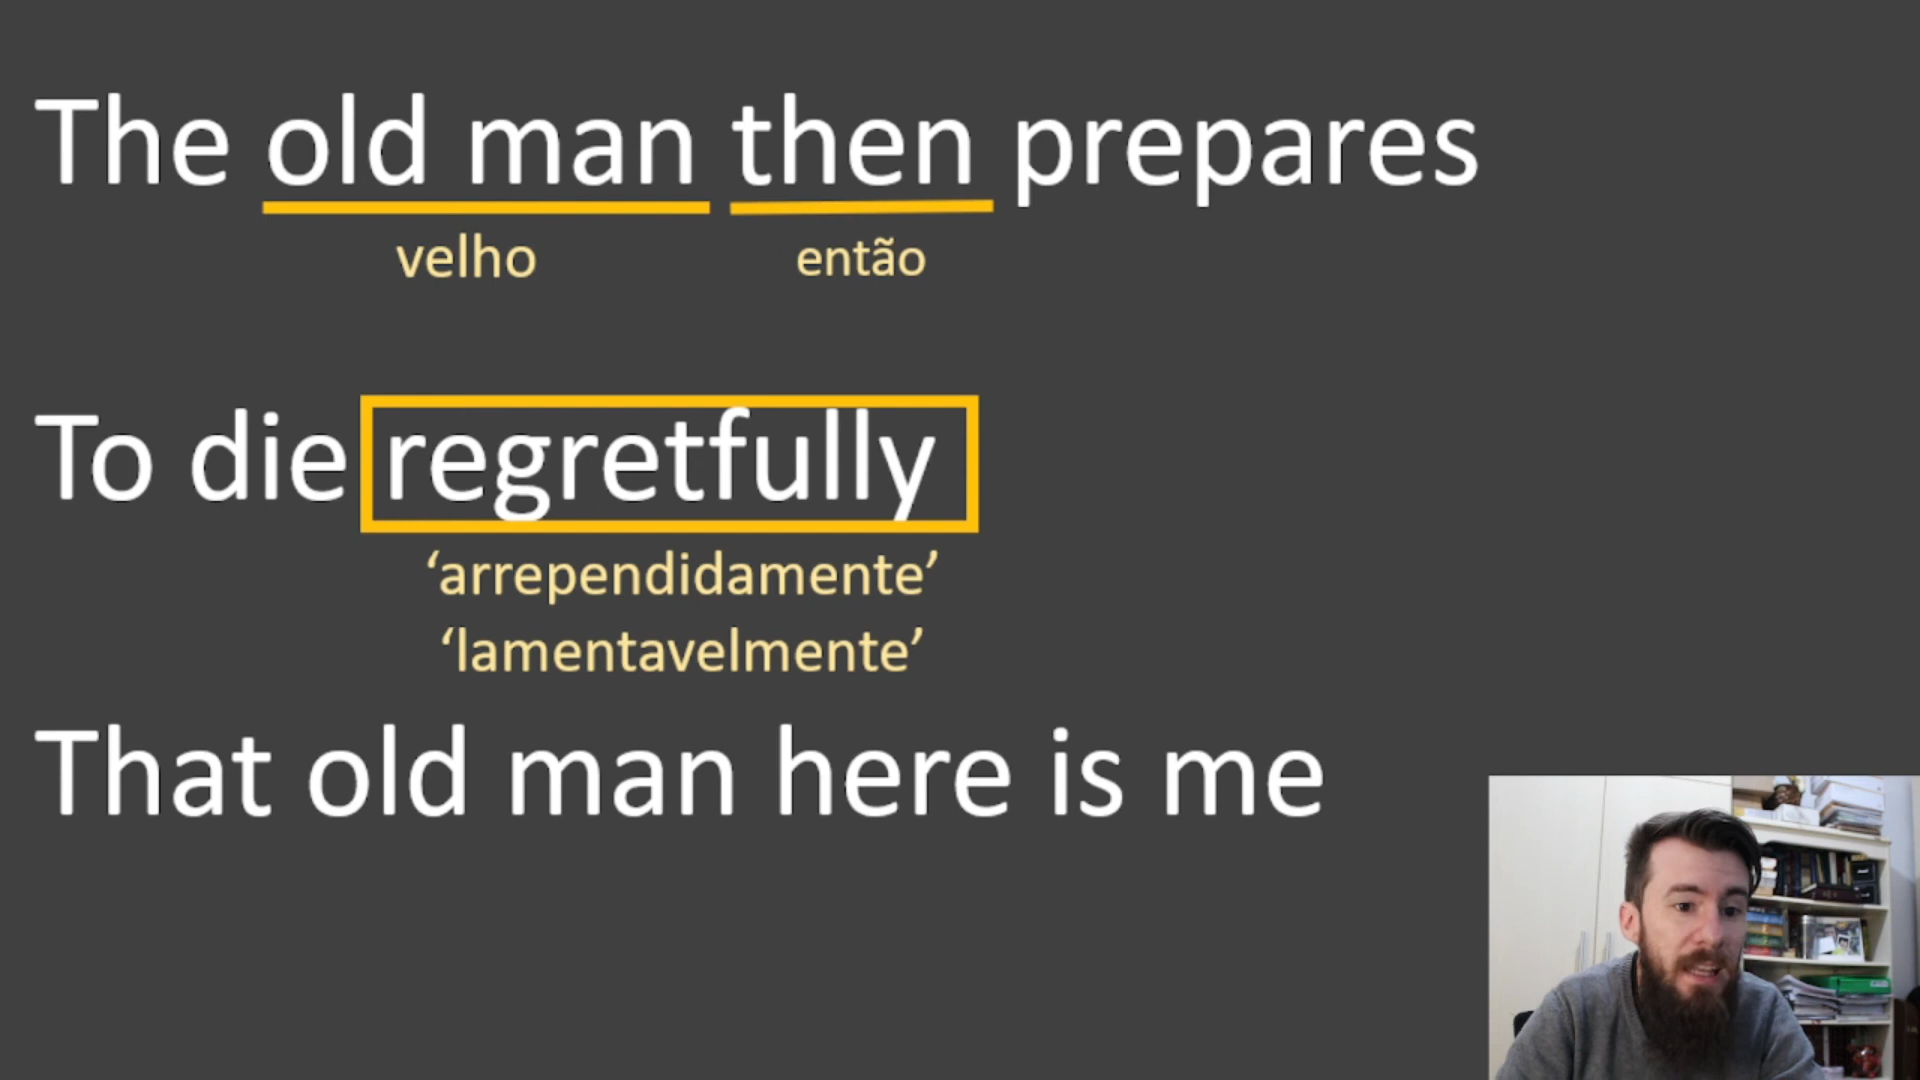 The old man then prepares
velho então
To die regretfully
‘arrependidamente’
‘lamentavelmente’
That old man here is me